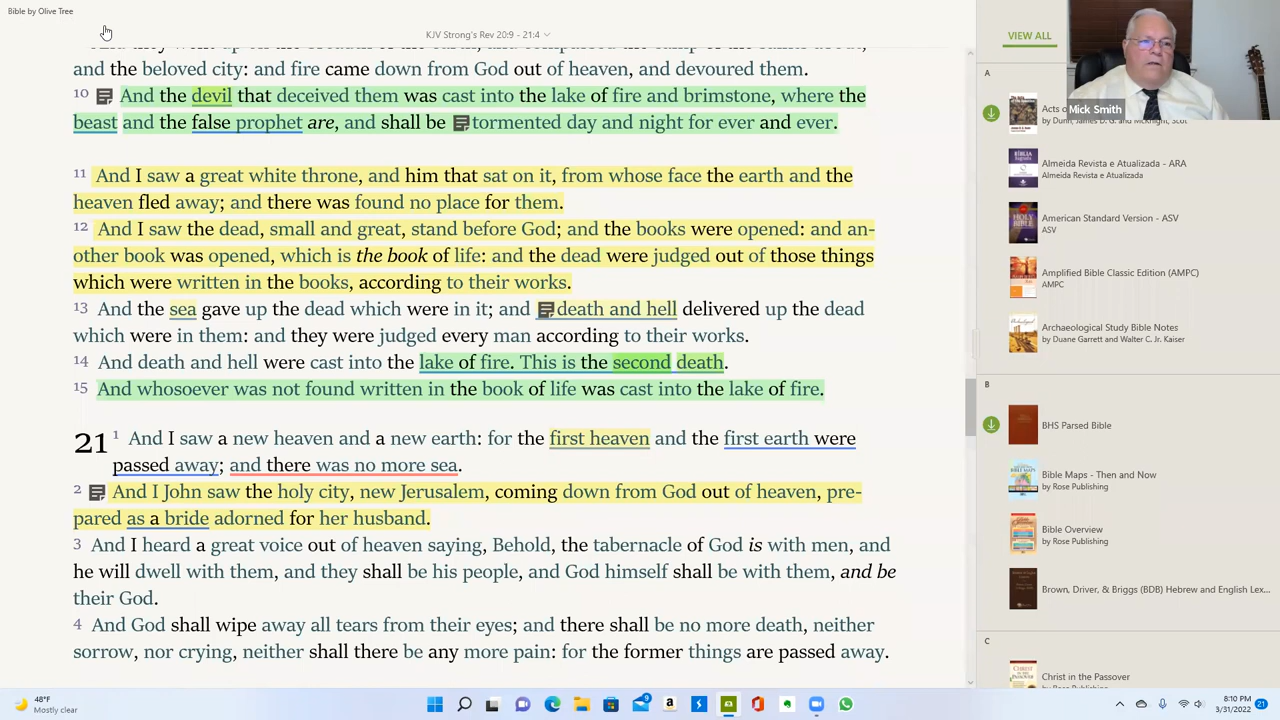 Bible by Olive Tree
KJV Strong's Rev 20:9 - 21:4
and the beloved city: and fire came down from God out of heaven, and devoured them.
10 And the devil that deceived them was cast into the lake of fire and brimstone, where the
beast and the false prophet are, and shall be tormented day and night for ever and ever.
11 And I saw a great white throne, and him that sat on it, from whose face the earth and the
heaven fled away; and there was found no place for them.
12 And I saw the dead, small and great, stand before God; and the books were opened: and an-
other book was opened, which is the book of life: and the dead were judged out of those things
which were written in the books, according to their works.
13 And the sea gave up the dead which were in it; and death and hell delivered up the dead
which were in them: and they were judged every man according to their works.
14 And death and hell were cast into the lake of fire. This is the second death.
15 And whosoever was not found written in the book of life was cast into the lake of fire.
21 1 And I saw a new heaven and a new earth: for the first heaven and the first earth were
passed away; and there was no more sea.
2 And I John saw the holy city, new Jerusalem, coming down from God out of heaven, pre-
pared as a bride adorned for her husband.
3 And I heard a great voice out of heaven saying, Behold, the tabernacle of God is with men, and
he will dwell with them, and they shall be his people, and God himself shall be with them, and be
their God.
4 And God shall wipe away all tears from their eyes; and there shall be no more death, neither
sorrow, nor crying, neither shall there be any more pain: for the former things are passed away.
VIEW ALL
A
Mick Smith
Acts
by Dunn, James D. G. and McKnight, Scot
Almeida Revista e Atualizada - ARA
Almeida Revista e Atualizada
American Standard Version - ASV
ASV
Amplified Bible Classic Edition (AMPC)
AMPC
Archaeological Study Bible Notes
by Duane Garrett and Walter C. Jr. Kaiser
B
BHS Parsed Bible
Bible Maps - Then and Now
by Rose Publishing
Bible Overview
by Rose Publishing
Brown, Driver, & Briggs (BDB) Hebrew and English Lex...
C
Christ in the Passover
48°F
Mostly clear
8:10 PM
3/31/2022
21